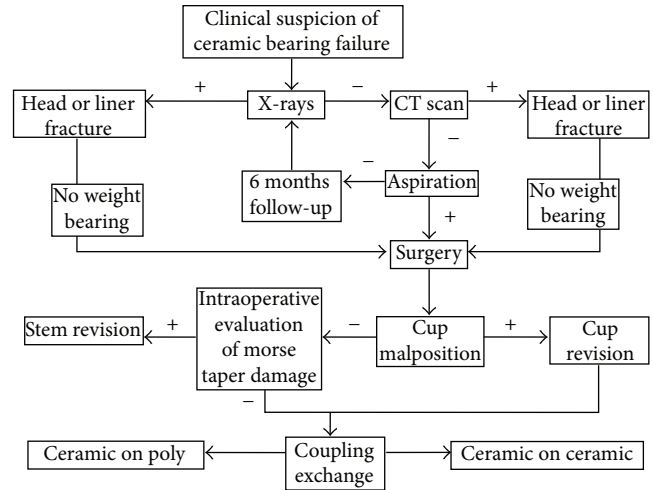 Clinical suspicion of
ceramic bearing failure
+
−
+
Head or liner
fracture
X-rays
CT scan
Head or liner
fracture
−
−
No weight
bearing
6 months
follow-up
Aspiration
No weight
bearing
+
Surgery
Intraoperative
evaluation
of morse
taper damage
Stem revision
+
−
Cup
malposition
+
Cup
revision
−
Ceramic on poly
Coupling
exchange
Ceramic on ceramic